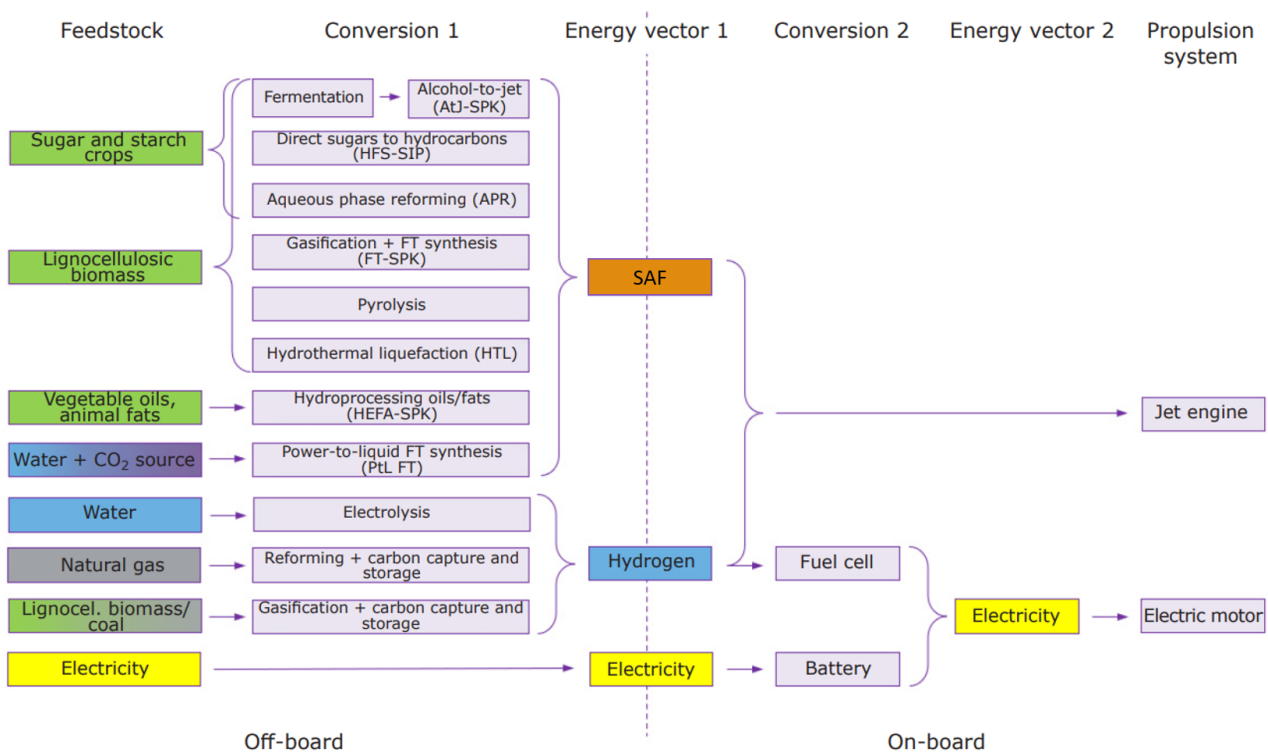 Feedstock
Conversion 1
Energy vector 1
Conversion 2
Energy vector 2
Propulsion
system
Fermentation
Alcohol-to-jet
(AtJ-SPK)
Sugar and starch
crops
Direct sugars to hydrocarbons
(HFS-SIP)
Aqueous phase reforming (APR)
Lignocellulosic
biomass
Gasification + FT synthesis
(FT-SPK)
SAF
Pyrolysis
Hydrothermal liquefaction (HTL)
Vegetable oils,
animal fats
Hydroprocessing oils/fats
(HEFA-SPK)
Jet engine
Water + CO₂ source
Power-to-liquid FT synthesis
(PtL FT)
Water
Electrolysis
Natural gas
Reforming + carbon capture and
storage
Hydrogen
Fuel cell
Lignocel. biomass/
coal
Gasification + carbon capture and
storage
Electricity
Electric motor
Electricity
Electricity
Battery
Off-board
On-board